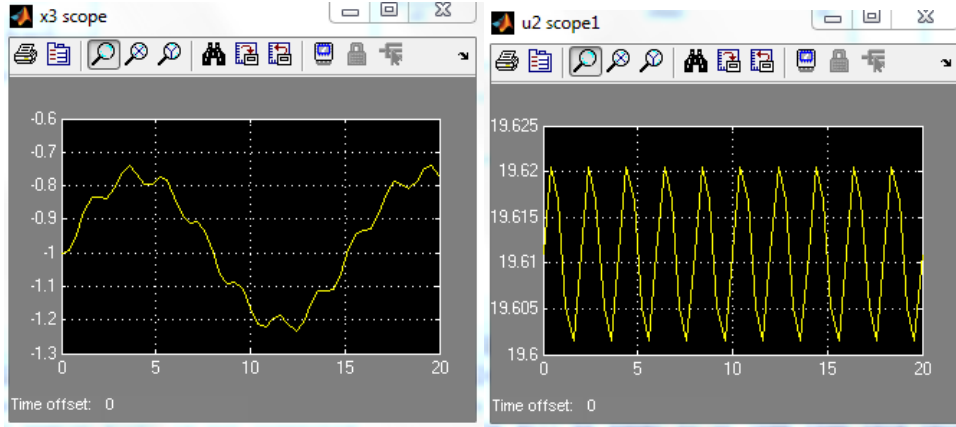 x3 scope
-0.6
-0.7
-0.8
-0.9
-1
-1.1
-1.2
-1.3
0 5 10 15 20
Time offset: 0
u2 scope1
19.625
19.62
19.615
19.61
19.605
19.6
0 5 10 15 20
Time offset: 0